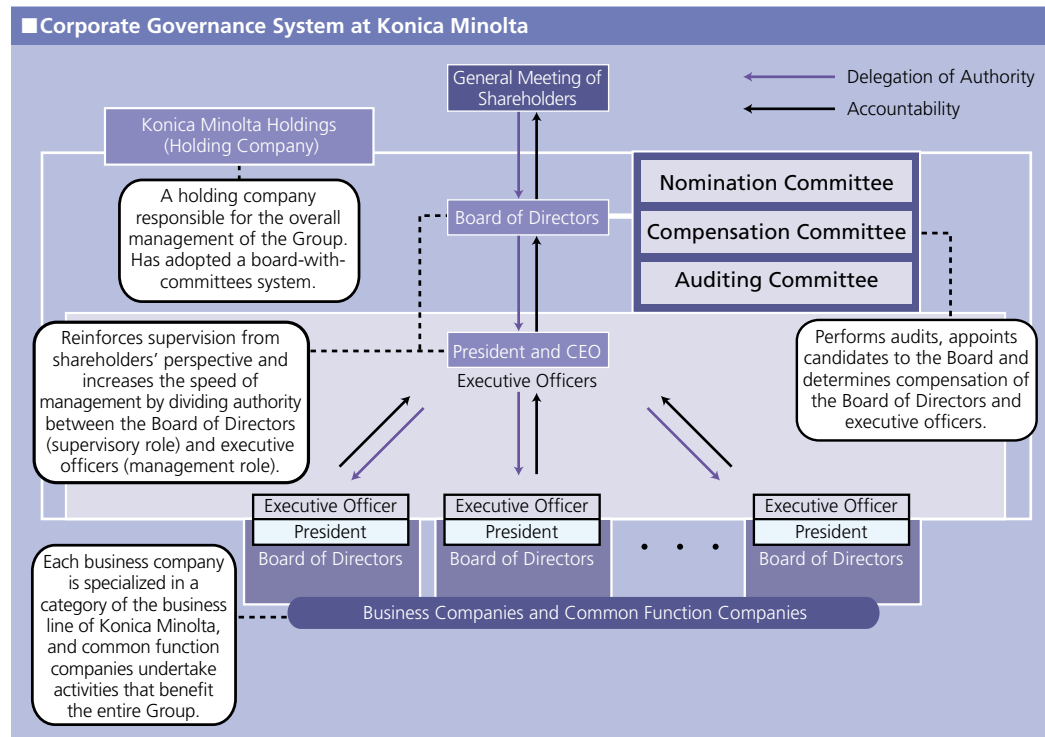 ■Corporate Governance System at Konica Minolta
General Meeting of
Shareholders
Delegation of Authority
Accountability
Konica Minolta Holdings
(Holding Company)
A holding company
responsible for the overall
management of the Group.
Has adopted a board-with-
committees system.
Board of Directors
Nomination Committee
Compensation Committee
Auditing Committee
Reinforces supervision from
shareholders’ perspective and
increases the speed of
management by dividing authority
between the Board of Directors
(supervisory role) and executive
officers (management role).
President and CEO
Executive Officers
Performs audits, appoints
candidates to the Board and
determines compensation of
the Board of Directors and
executive officers.
Executive Officer
President
Board of Directors
Executive Officer
President
Board of Directors
• • •
Executive Officer
President
Board of Directors
Each business company
is specialized in a
category of the business
line of Konica Minolta,
and common function
companies undertake
activities that benefit
the entire Group.
Business Companies and Common Function Companies